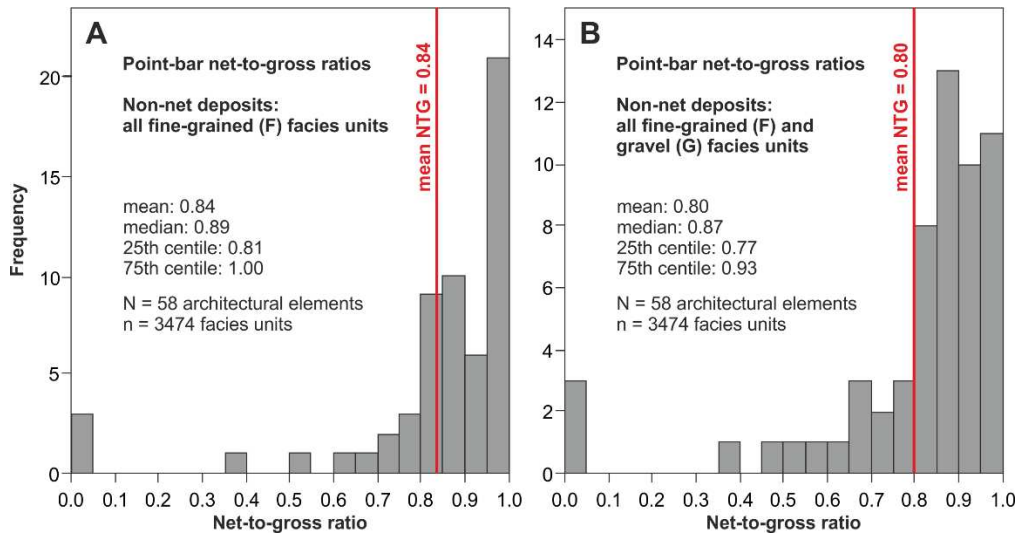 A
Point-bar net-to-gross ratios
Non-net deposits:
all fine-grained (F) facies units
mean: 0.84
median: 0.89
25th centile: 0.81
75th centile: 1.00
N = 58 architectural elements
n = 3474 facies units
mean NTG = 0.84
Frequency
20
15
10
5
0
0.0 0.1 0.2 0.3 0.4 0.5 0.6 0.7 0.8 0.9 1.0
Net-to-gross ratio
B
Point-bar net-to-gross ratios
Non-net deposits:
all fine-grained (F) and
gravel (G) facies units
mean: 0.80
median: 0.87
25th centile: 0.77
75th centile: 0.93
N = 58 architectural elements
n = 3474 facies units
mean NTG = 0.80
14
12
10
8
6
4
2
0
0.0 0.1 0.2 0.3 0.4 0.5 0.6 0.7 0.8 0.9 1.0
Net-to-gross ratio